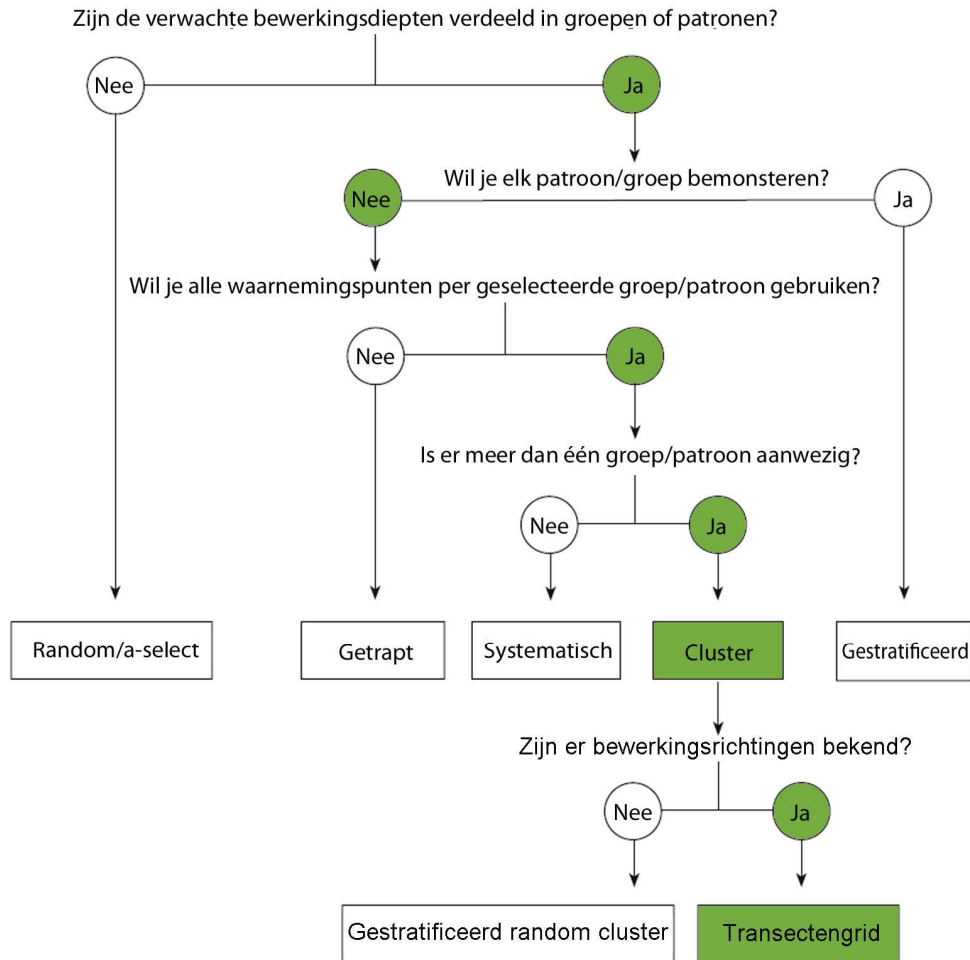 Zijn de verwachte bewerkingsdiepten verdeeld in groepen of patronen?
Nee
Ja
Wil je elk patroon/groep bemonsteren?
Nee
Ja
Wil je alle waarnemingspunten per geselecteerde groep/patroon gebruiken?
Nee
Ja
Is er meer dan één groep/patroon aanwezig?
Nee
Ja
Random/a-select
Getrapt
Systematisch
Cluster
Gestratificeerd
Zijn er bewerkingsrichtingen bekend?
Nee
Ja
Gestratificeerd random cluster
Transectengrid